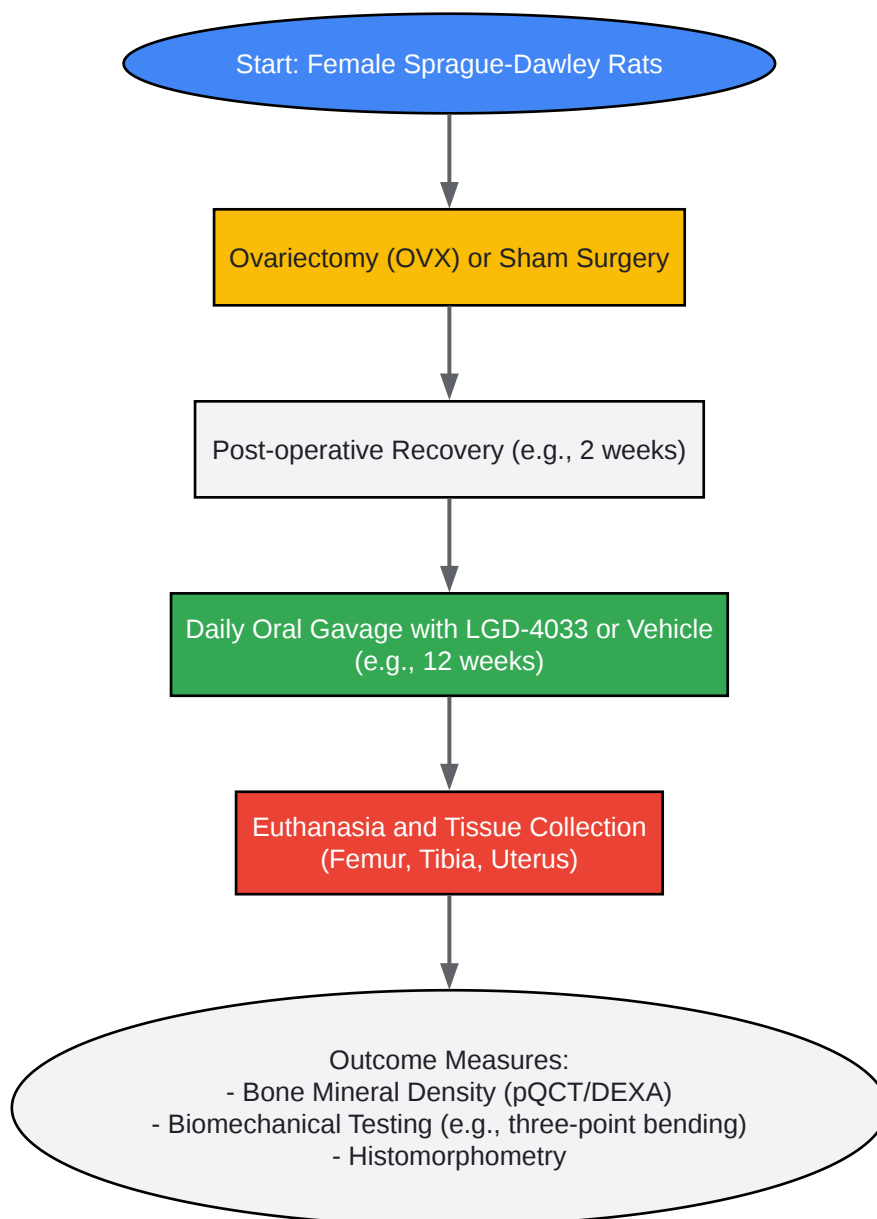 Start: Female Sprague-Dawley Rats
Ovariectomy (OVX) or Sham Surgery
Post-operative Recovery (e.g., 2 weeks)
Daily Oral Gavage with LGD-4033 or Vehicle
(e.g., 12 weeks)
Euthanasia and Tissue Collection
(Femur, Tibia, Uterus)
Outcome Measures:
- Bone Mineral Density (pQCT/DEXA)
- Biomechanical Testing (e.g., three-point bending)
- Histomorphometry